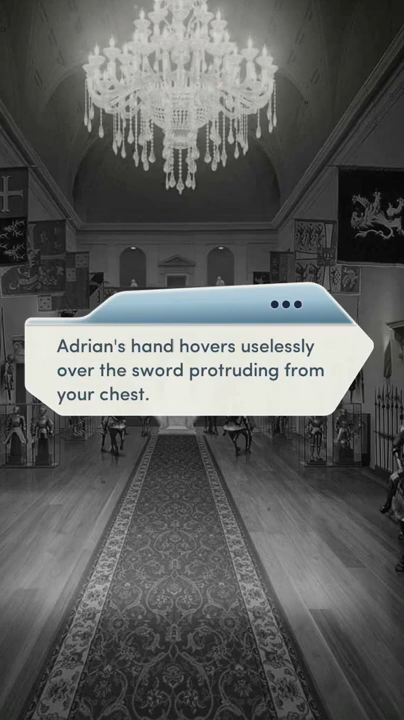 Adrian's hand hovers uselessly
over the sword protruding from
your chest.